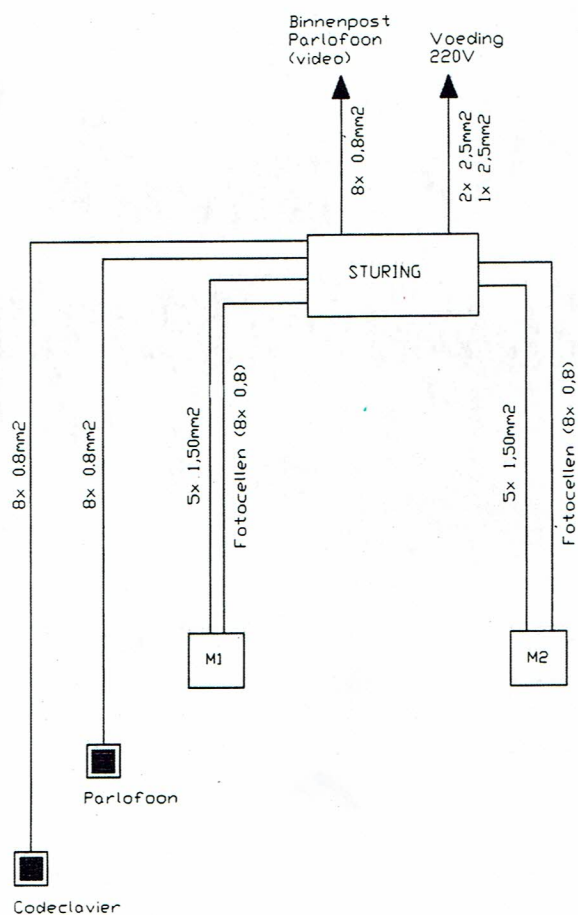 Binnenpost
Parlofoon
(video)
Voeding
220V
8x 0.8mm2
2x 2,5mm2
1x 2,5mm2
STURING
8x 0.8mm2
8x 0.8mm2
5x 1,50mm2
Fotocellen (8x 0,8)
5x 1,50mm2
Fotocellen (8x 0,8)
M1
M2
Parlofoon
Codeclavier